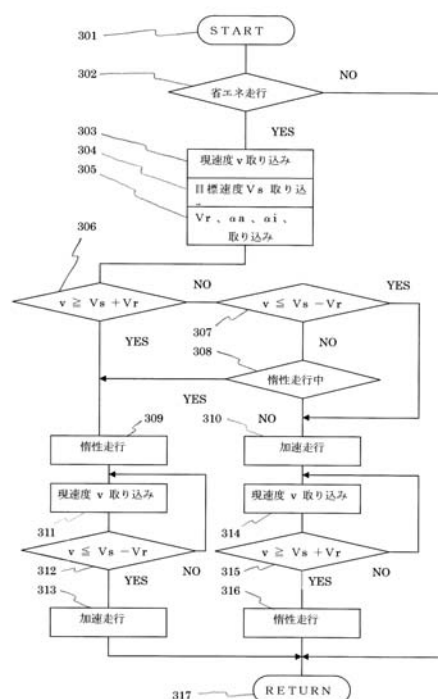 301
START
302
省エネ走行
NO
YES
303
304
305
現速度 v 取り込み
目標速度 Vs 取り込
Vr、αa、αi、
取り込み
306
v ≧ Vs +Vr
NO
v ≦ Vs −Vr
YES
307
YES
NO
308
惰性走行中
YES
309
310
NO
惰性走行
加速走行
現速度 v 取り込み
現速度 v 取り込み
311
314
v ≦ Vs −Vr
v ≧ Vs +Vr
312
NO
315
NO
313
YES
YES
316
加速走行
惰性走行
317
RETURN